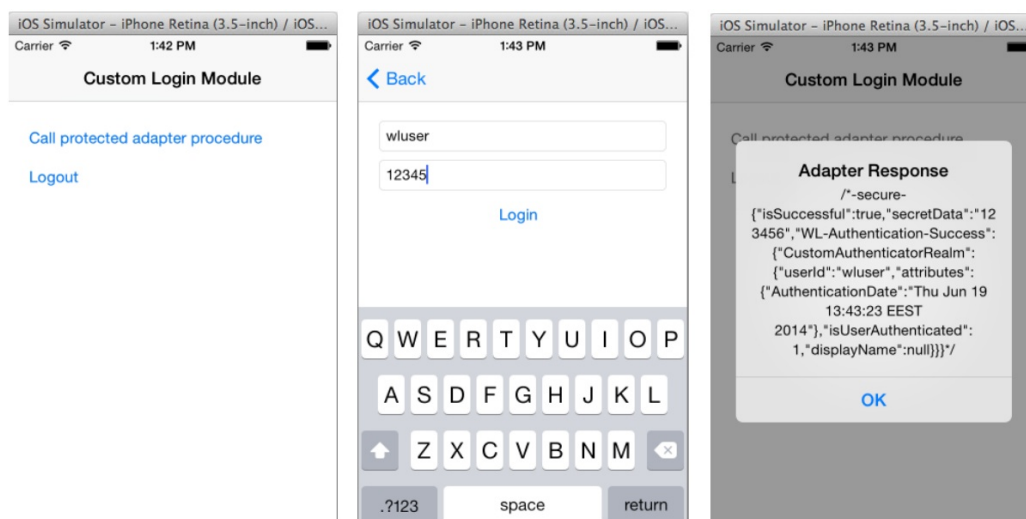 iOS Simulator – iPhone Retina (3.5-inch) / iOS...
Carrier 1:42 PM
Custom Login Module
Call protected adapter procedure
Logout
iOS Simulator – iPhone Retina (3.5-inch) / iOS...
Carrier 1:43 PM
Back
wluser
12345
Login
Q W E R T Y U I O P
A S D F G H J K L
Z X C V B N M
.?123 space return
iOS Simulator – iPhone Retina (3.5-inch) / iOS...
Carrier 1:43 PM
Custom Login Module
Call protected adapter procedure
L
Adapter Response
/*-secure-
{"isSuccessful":true,"secretData":"12
3456","WL-Authentication-Success":
{"CustomAuthenticatorRealm":
{"userId":"wluser","attributes":
{"AuthenticationDate":"Thu Jun 19
13:43:23 EEST
2014"},"isUserAuthenticated":
1,"displayName":null}}}*/
OK